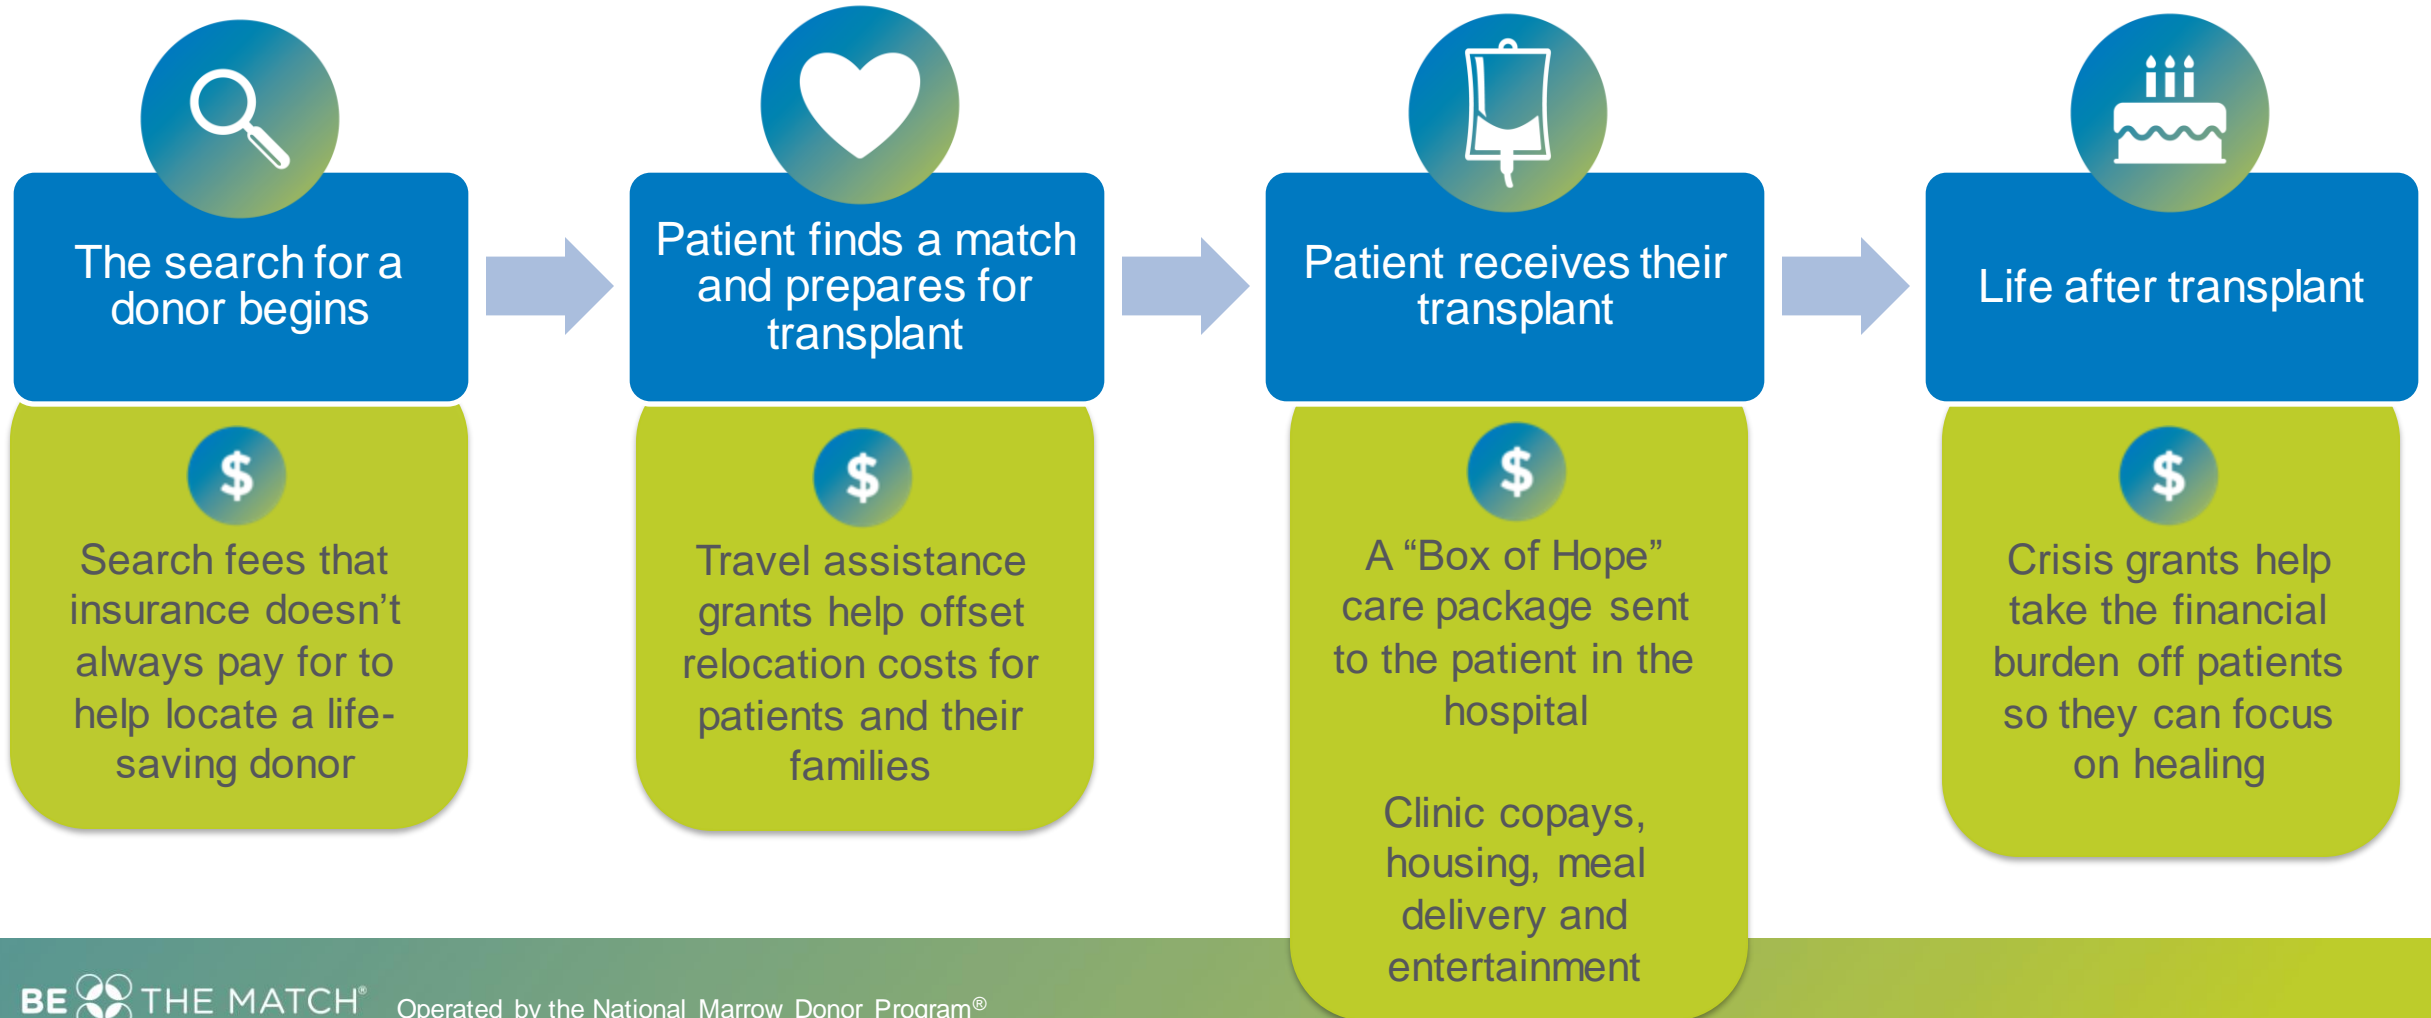 The search for a
donor begins
$
Search fees that
insurance doesn’t
always pay for to
help locate a life-
saving donor
Patient finds a match
and prepares for
transplant
$
Travel assistance
grants help offset
relocation costs for
patients and their
families
Patient receives their
transplant
$
A “Box of Hope”
care package sent
to the patient in the
hospital
Clinic copays,
housing, meal
delivery and
entertainment
Life after transplant
$
Crisis grants help
take the financial
burden off patients
so they can focus
on healing
BE THE MATCH®
Operated by the National Marrow Donor Program®